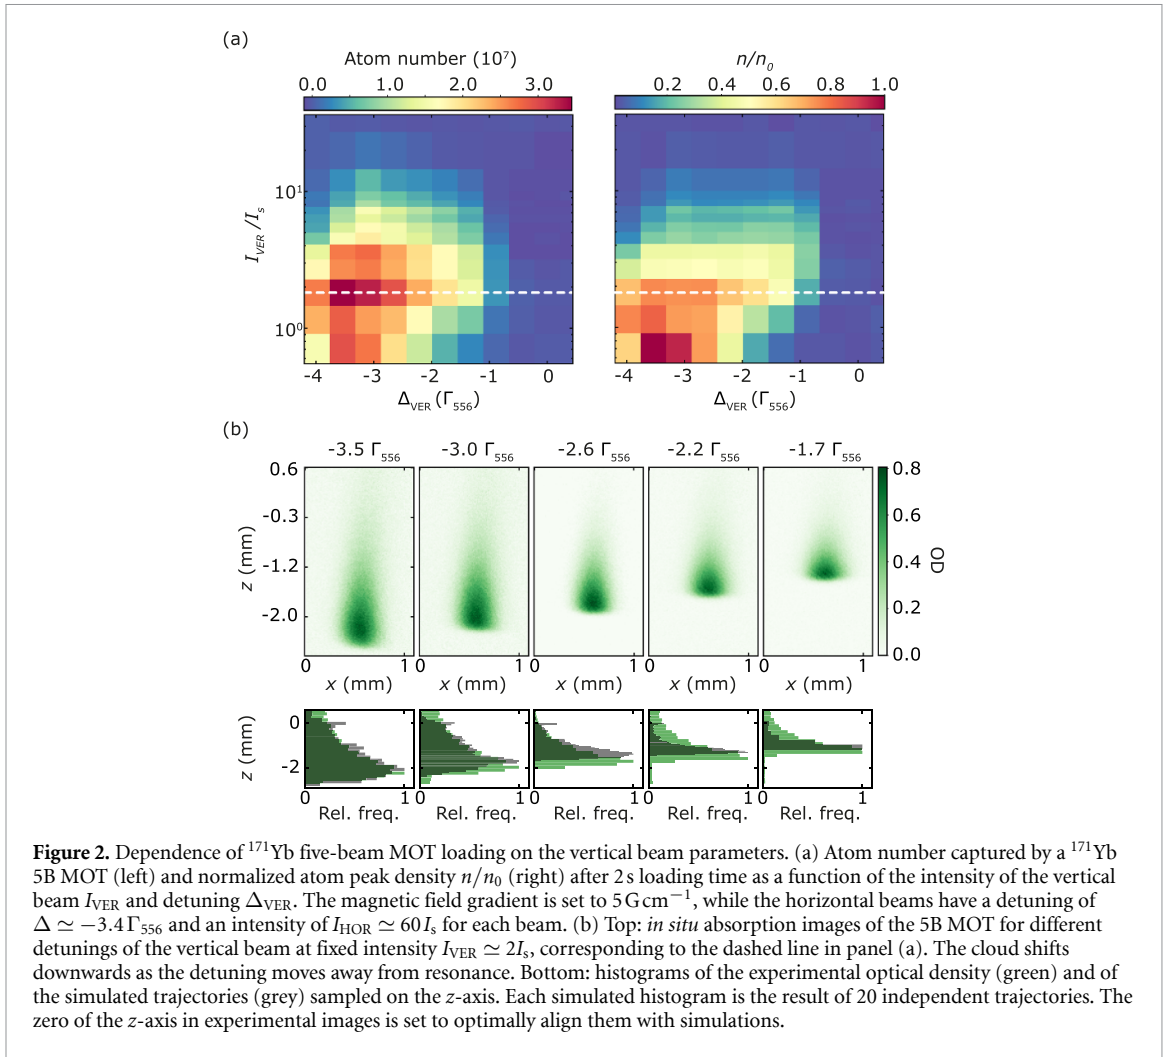 (a)
Atom number (10⁷)
0.0 1.0 2.0 3.0
n/n₀
0.2 0.4 0.6 0.8 1.0
I_VER/I_s
10¹
10⁰
-4 -3 -2 -1 0
Δ_VER (Γ₅₅₆)
-4 -3 -2 -1 0
Δ_VER (Γ₅₅₆)
(b)
-3.5 Γ₅₅₆ -3.0 Γ₅₅₆ -2.6 Γ₅₅₆ -2.2 Γ₅₅₆ -1.7 Γ₅₅₆
z (mm)
0.6
-0.3
-1.2
-2.0
0.8
0.6
0.4
0.2
0.0
OD
0 1 0 1 0 1 0 1 0 1
x (mm) x (mm) x (mm) x (mm) x (mm)
z (mm)
0
-2
0 1 0 1 0 1 0 1 0 1
Rel. freq. Rel. freq. Rel. freq. Rel. freq. Rel. freq.
Figure 2. Dependence of ¹⁷¹Yb five-beam MOT loading on the vertical beam parameters. (a) Atom number captured by a ¹⁷¹Yb
5B MOT (left) and normalized atom peak density n/n₀ (right) after 2 s loading time as a function of the intensity of the vertical
beam I_VER and detuning Δ_VER. The magnetic field gradient is set to 5 G cm⁻¹, while the horizontal beams have a detuning of
Δ ≃ −3.4 Γ₅₅₆ and an intensity of I_HOR ≃ 60 I_s for each beam. (b) Top: in situ absorption images of the 5B MOT for different
detunings of the vertical beam at fixed intensity I_VER ≃ 2I_s, corresponding to the dashed line in panel (a). The cloud shifts
downwards as the detuning moves away from resonance. Bottom: histograms of the experimental optical density (green) and of
the simulated trajectories (grey) sampled on the z-axis. Each simulated histogram is the result of 20 independent trajectories. The
zero of the z-axis in experimental images is set to optimally align them with simulations.